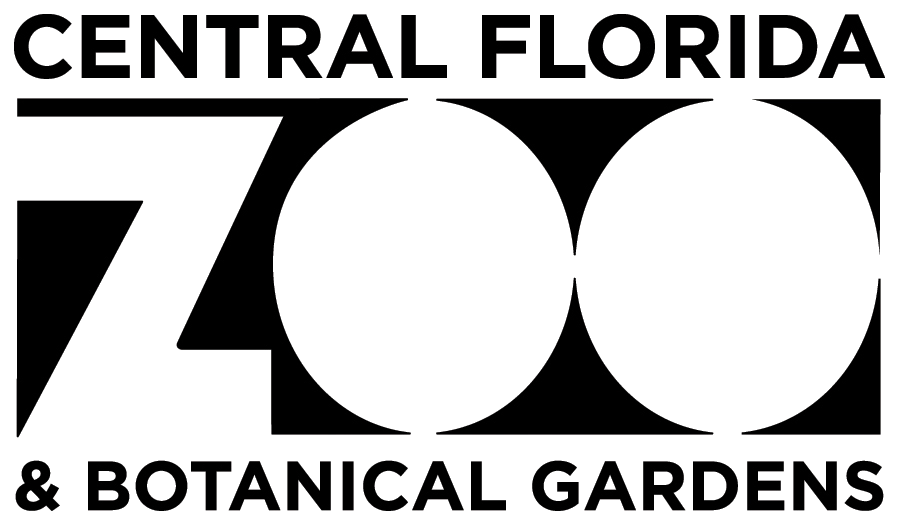 CENTRAL FLORIDA
ZOO
& BOTANICAL GARDENS